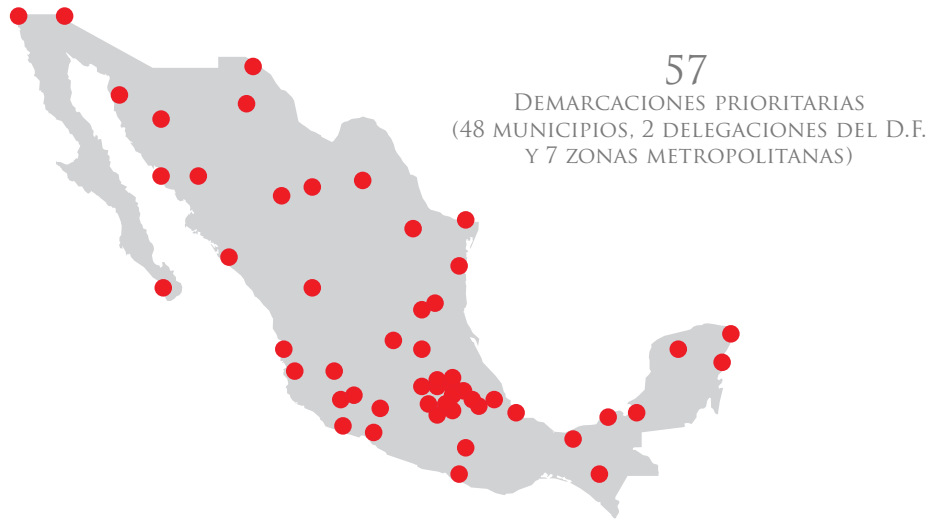 57
Demarcaciones prioritarias
(48 municipios, 2 delegaciones del D.F.
y 7 zonas metropolitanas)